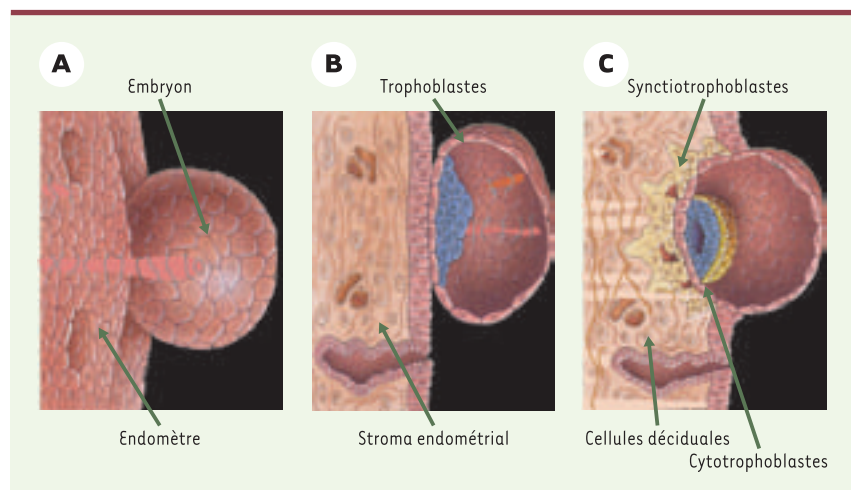 A
B
C
Embryon
Trophoblastes
Synctiotrophoblastes
Endomètre
Stroma endométrial
Cellules déciduales
Cytotrophoblastes